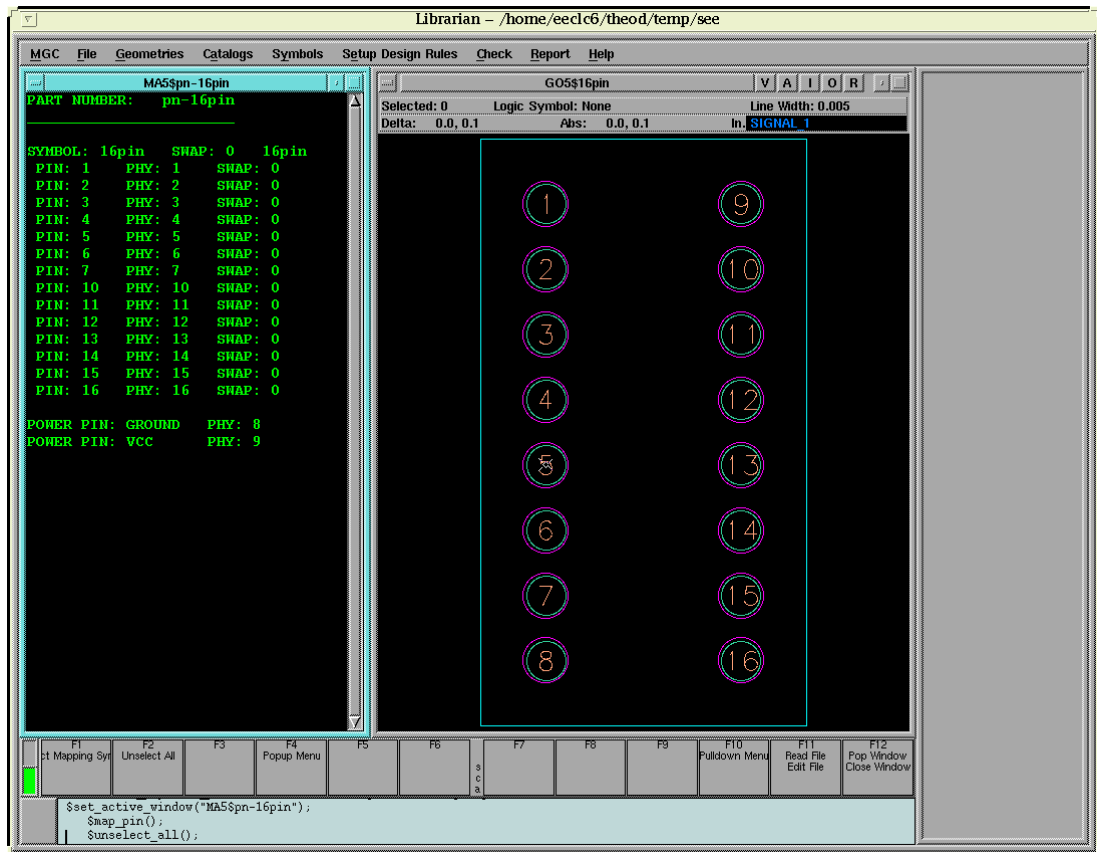 Librarian – /home/eeclc6/theod/temp/see
MGC File Geometries Catalogs Symbols Setup Design Rules Check Report Help
MA5$pn-16pin
PART NUMBER: pn-16pin
SYMBOL: 16pin SWAP: 0 16pin
PIN: 1 PHY: 1 SWAP: 0
PIN: 2 PHY: 2 SWAP: 0
PIN: 3 PHY: 3 SWAP: 0
PIN: 4 PHY: 4 SWAP: 0
PIN: 5 PHY: 5 SWAP: 0
PIN: 6 PHY: 6 SWAP: 0
PIN: 7 PHY: 7 SWAP: 0
PIN: 10 PHY: 10 SWAP: 0
PIN: 11 PHY: 11 SWAP: 0
PIN: 12 PHY: 12 SWAP: 0
PIN: 13 PHY: 13 SWAP: 0
PIN: 14 PHY: 14 SWAP: 0
PIN: 15 PHY: 15 SWAP: 0
PIN: 16 PHY: 16 SWAP: 0
POWER PIN: GROUND PHY: 8
POWER PIN: VCC PHY: 9
GO5$16pin V A I O R
Selected: 0 Logic Symbol: None Line Width: 0.005
Delta: 0.0, 0.1 Abs: 0.0, 0.1 In. SIGNAL_1
1 9
2 10
3 11
4 12
5 13
6 14
7 15
8 16
F1 F2 F3 F4 F5 F6 F7 F8 F9 F10 F11 F12
ct Mapping Syr Unselect All Popup Menu Pulldown Menu Read File Pop Window
Edit File Close Window
s
c
a
$set_active_window("MA5$pn-16pin");
$map_pin();
$unselect_all();